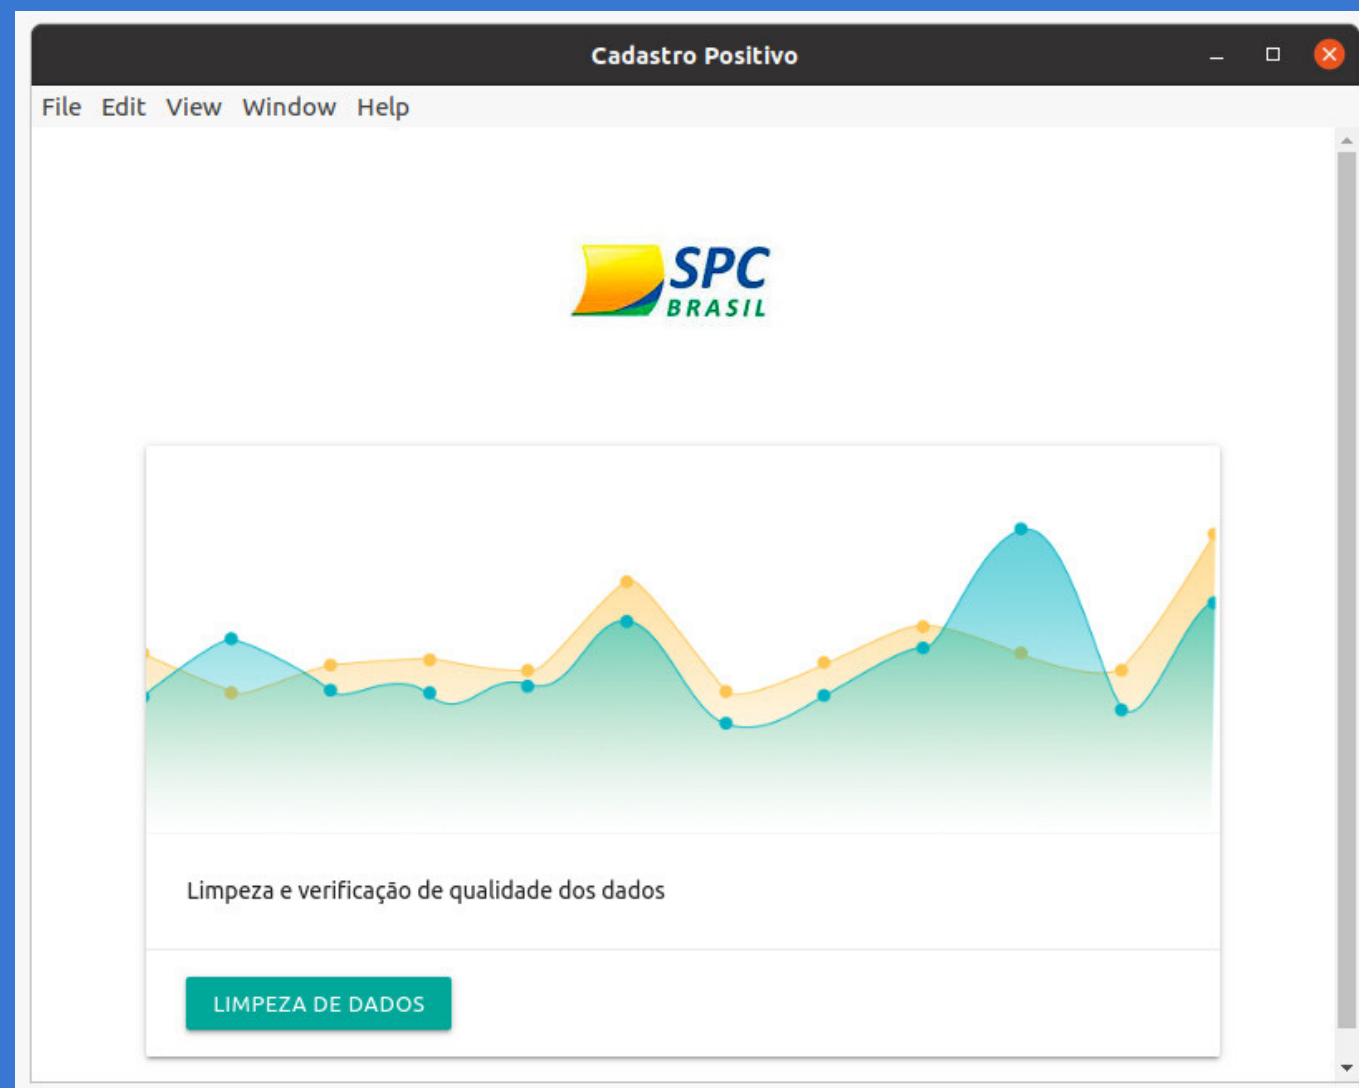 Cadastro Positivo
File Edit View Window Help
SPC
BRASIL
Limpeza e verificação de qualidade dos dados
LIMPEZA DE DADOS